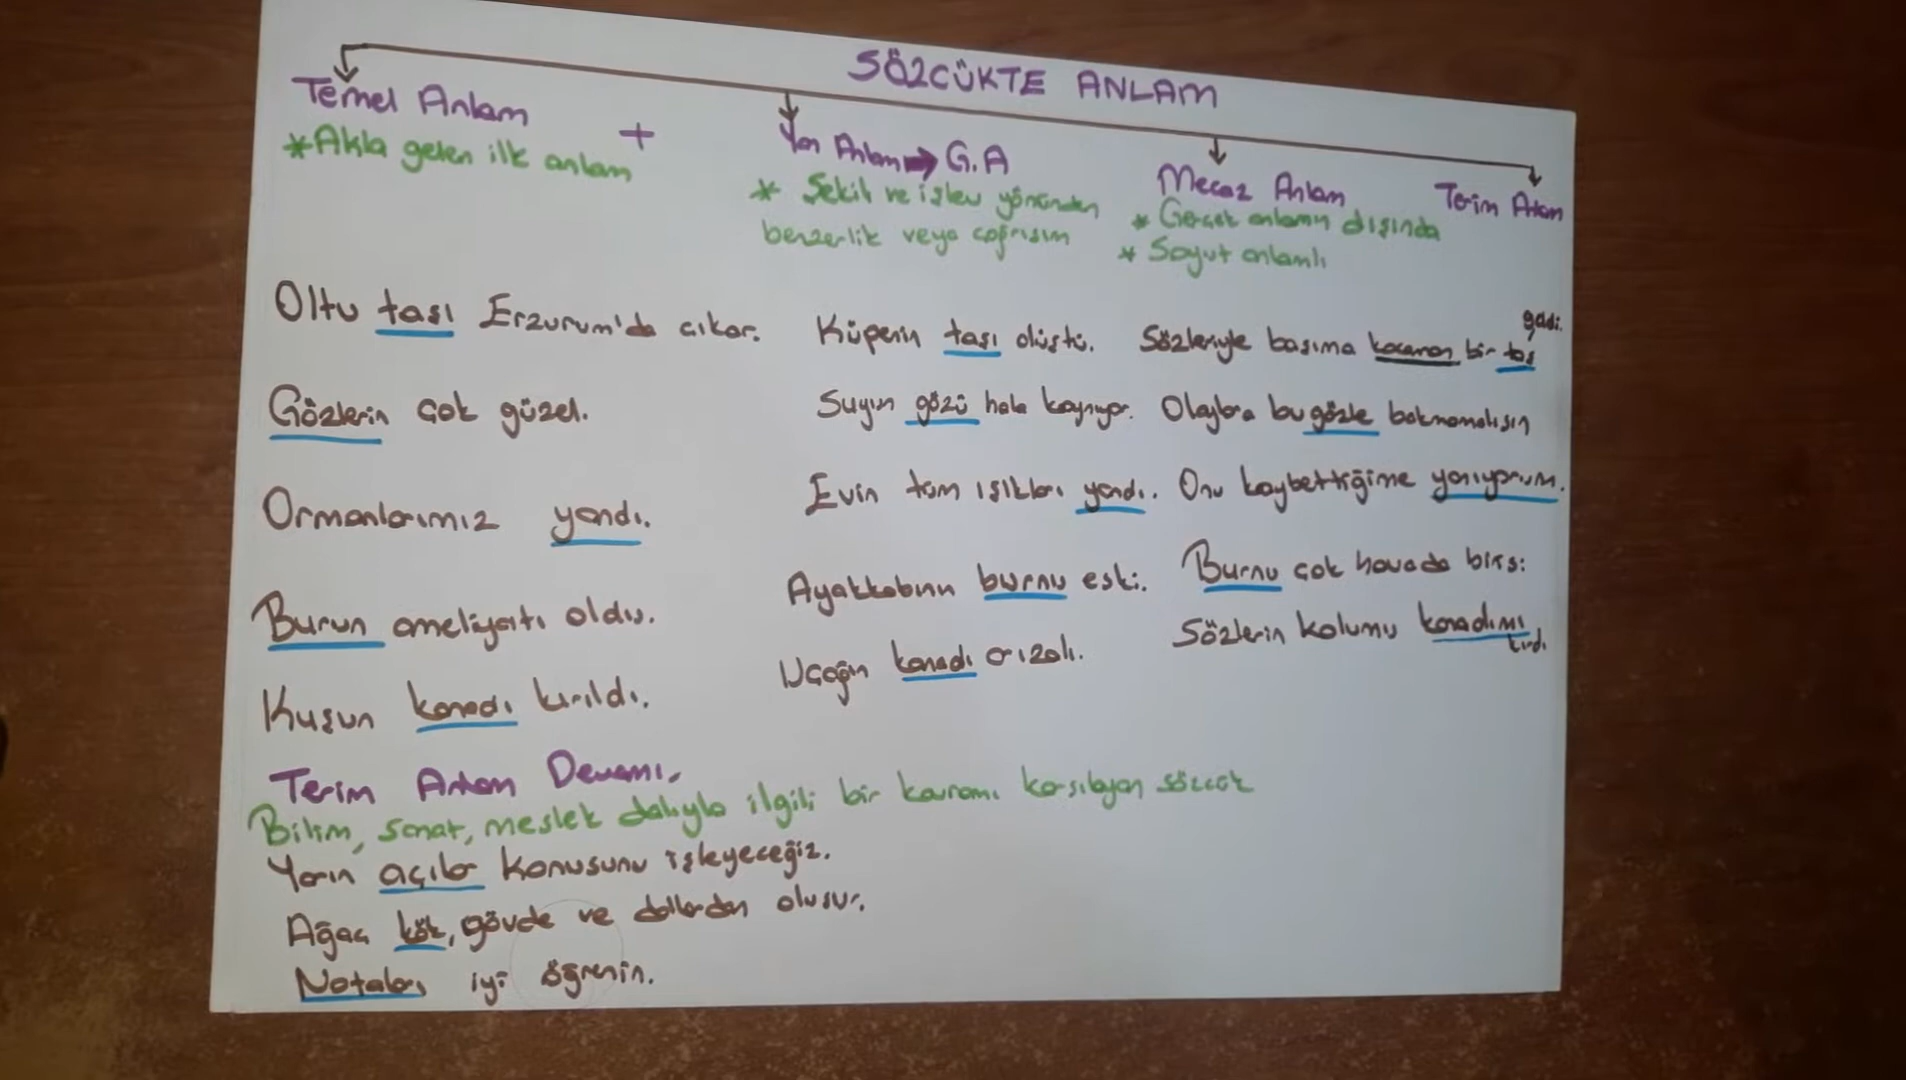 SÖZCÜKTE ANLAM
Temel Anlam
*Akla gelen ilk anlam
+
Yan Anlam → G.A
* Şekil ve işlev yönünden
benzerlik veya çağrışım
Mecaz Anlam
* Gerçek anlamın dışında
* Soyut anlamlı
Terim Anlam
Oltu taşı Erzurum'da çıkar.
Gözlerin çok güzel.
Ormanlarımız yandı.
Burun ameliyatı oldu.
Kuşun kanadı kırıldı.
Küpenin taşı düştü.
Suyun gözü hala kaynıyor.
Evin tüm ışıkları yandı.
Ayakkabının burnu eski.
Uçağın kanadı arızalı.
Sözleriyle başıma kocaman bir taş
Olaylara bu gözle bakmamalısın
Onu kaybettiğime yanıyorum.
Burnu çok havada birisi
Sözlerin kolumu kanadımı
kırdı.
Terim Anlam Devamı.
Bilim, sanat, meslek dalıyla ilgili bir kavramı karşılayan sözcük
Yarın açılar konusunu işleyeceğiz.
Ağaç kök, gövde ve dallardan oluşur.
Notaları iyi öğrenin.